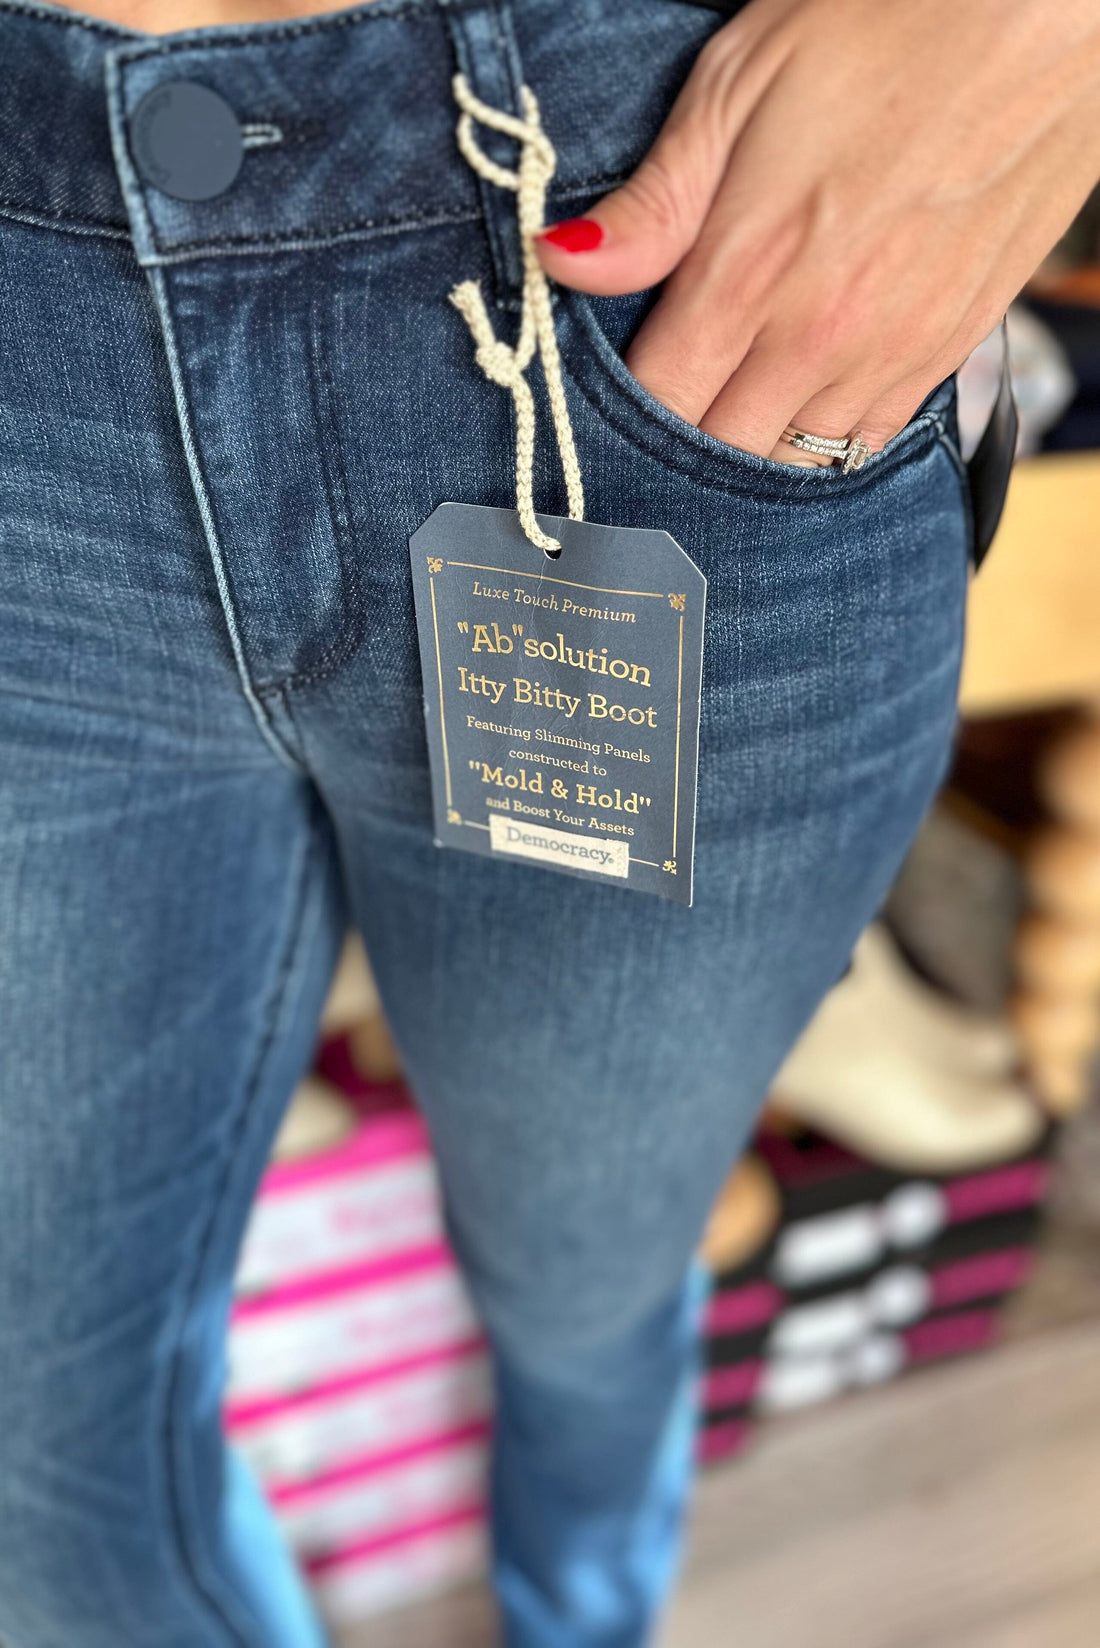 Luxe Touch Premium
"Ab"solution
Itty Bitty Boot
Featuring Slimming Panels
constructed to
"Mold & Hold"
and Boost Your Assets
Democracy®